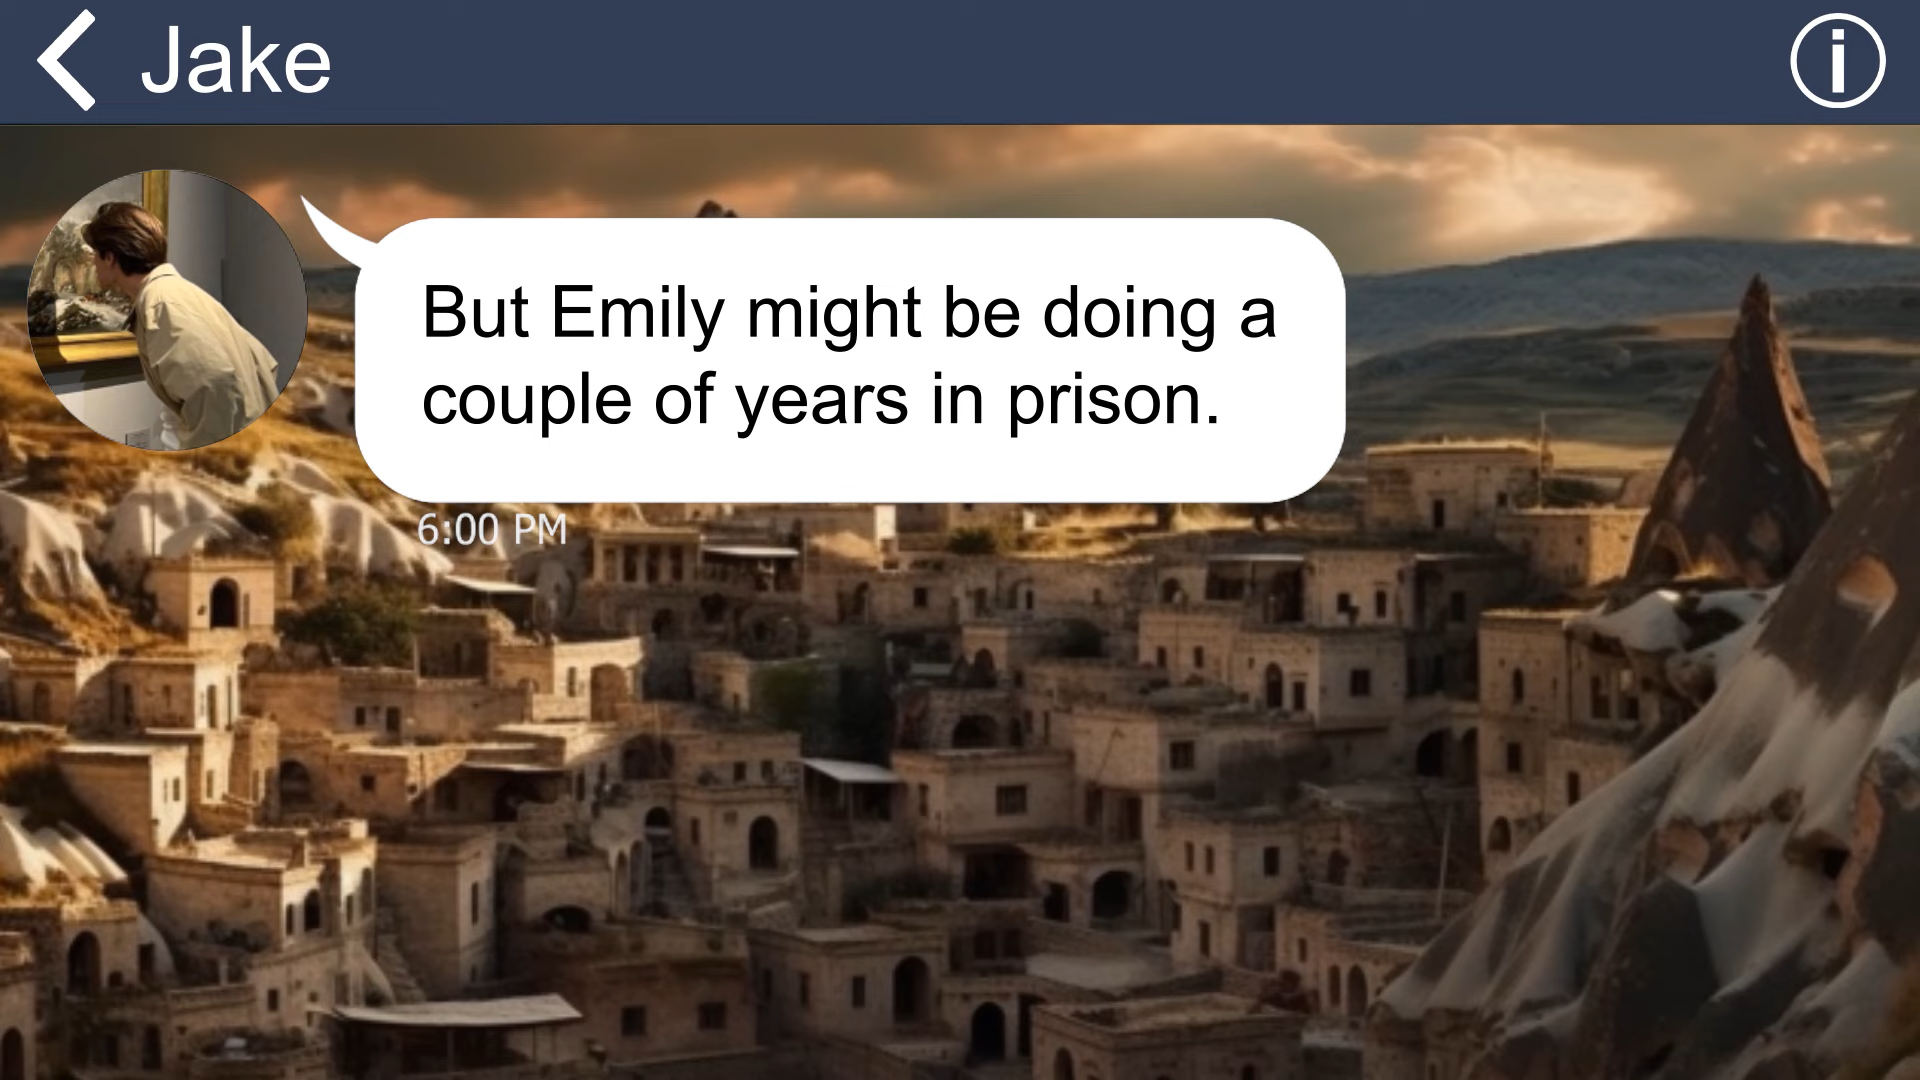 Jake
But Emily might be doing a
couple of years in prison.
6:00 PM